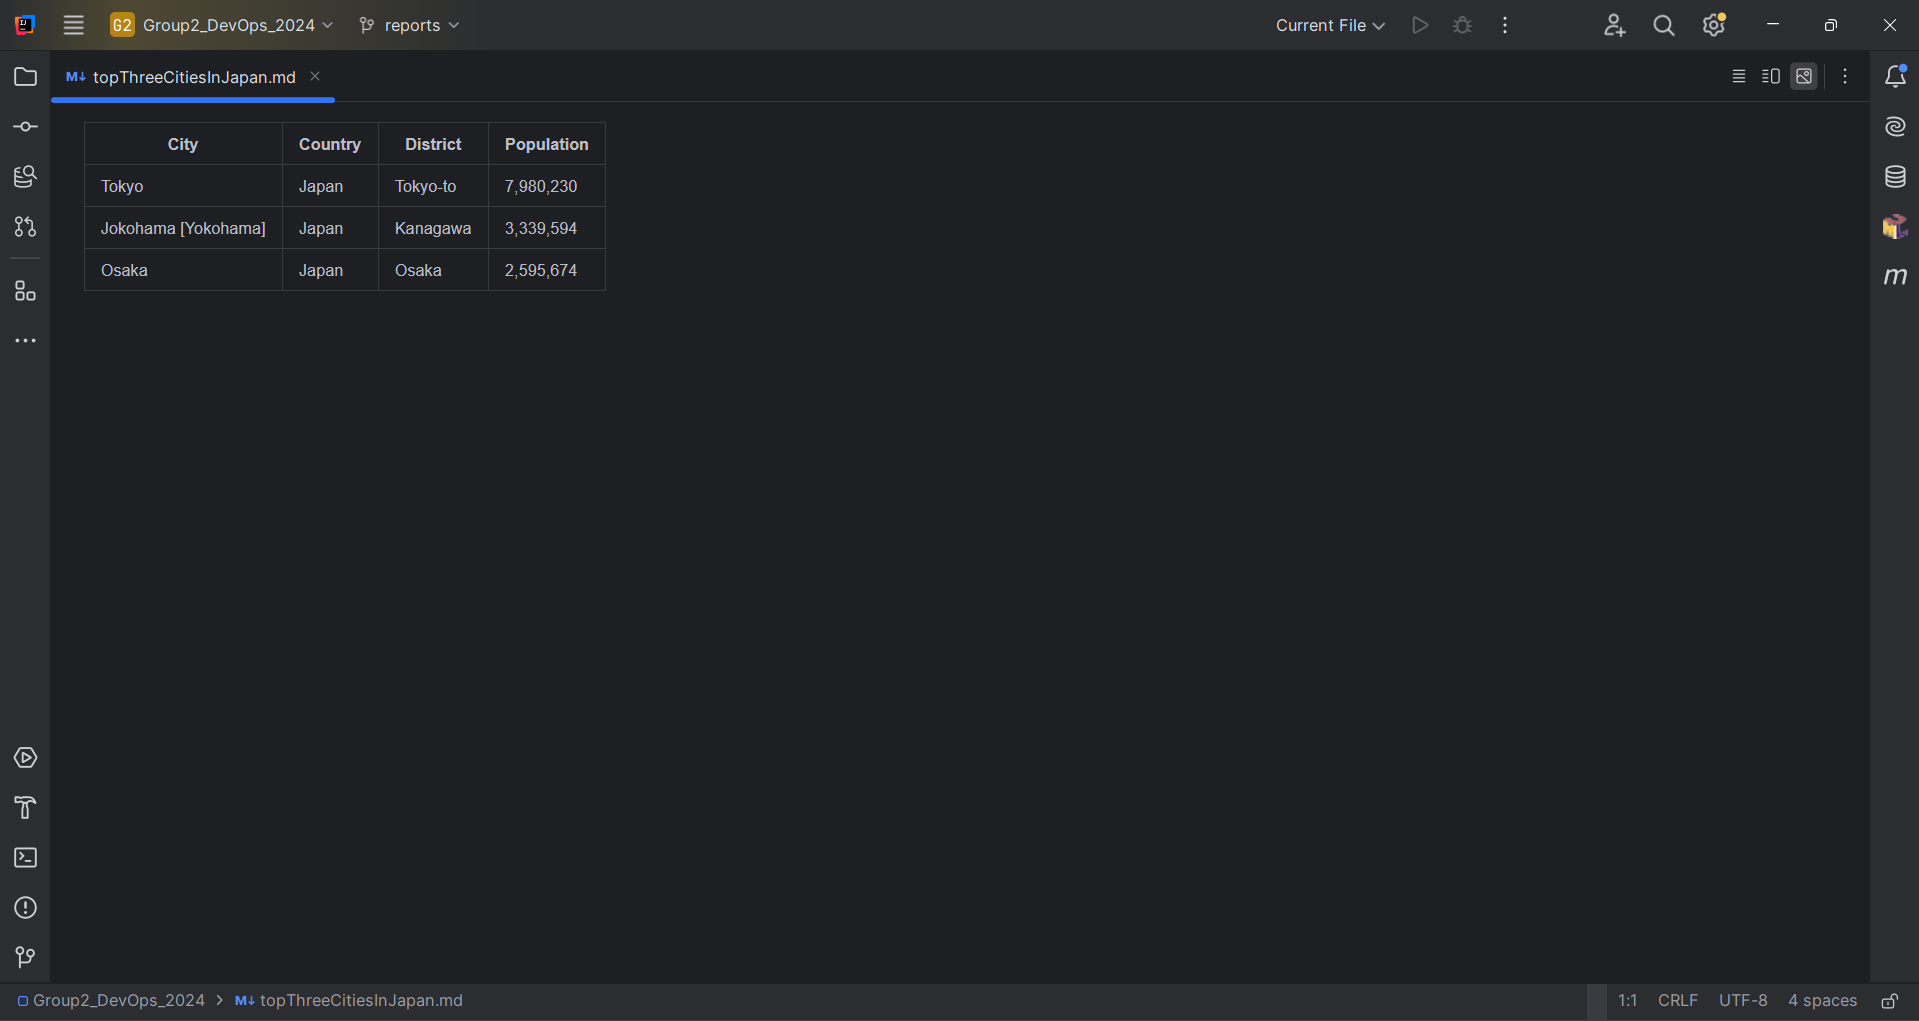 G2 Group2_DevOps_2024 reports Current File
M↓ topThreeCitiesInJapan.md
City Country District Population
Tokyo Japan Tokyo-to 7,980,230
Jokohama [Yokohama] Japan Kanagawa 3,339,594
Osaka Japan Osaka 2,595,674
m
Group2_DevOps_2024 > M↓ topThreeCitiesInJapan.md 1:1 CRLF UTF-8 4 spaces